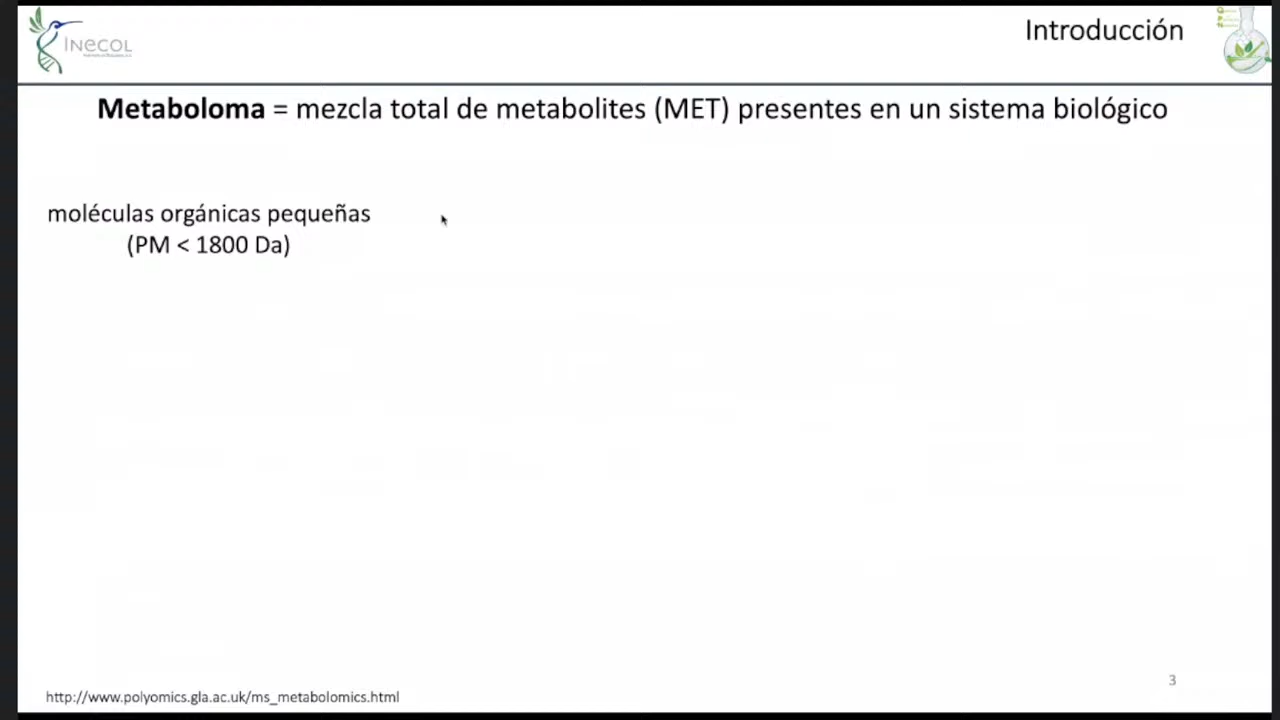 INECOL
Introducción
Metaboloma = mezcla total de metabolites (MET) presentes en un sistema biológico
moléculas orgánicas pequeñas
(PM < 1800 Da)
3
http://www.polyomics.gla.ac.uk/ms_metabolomics.html